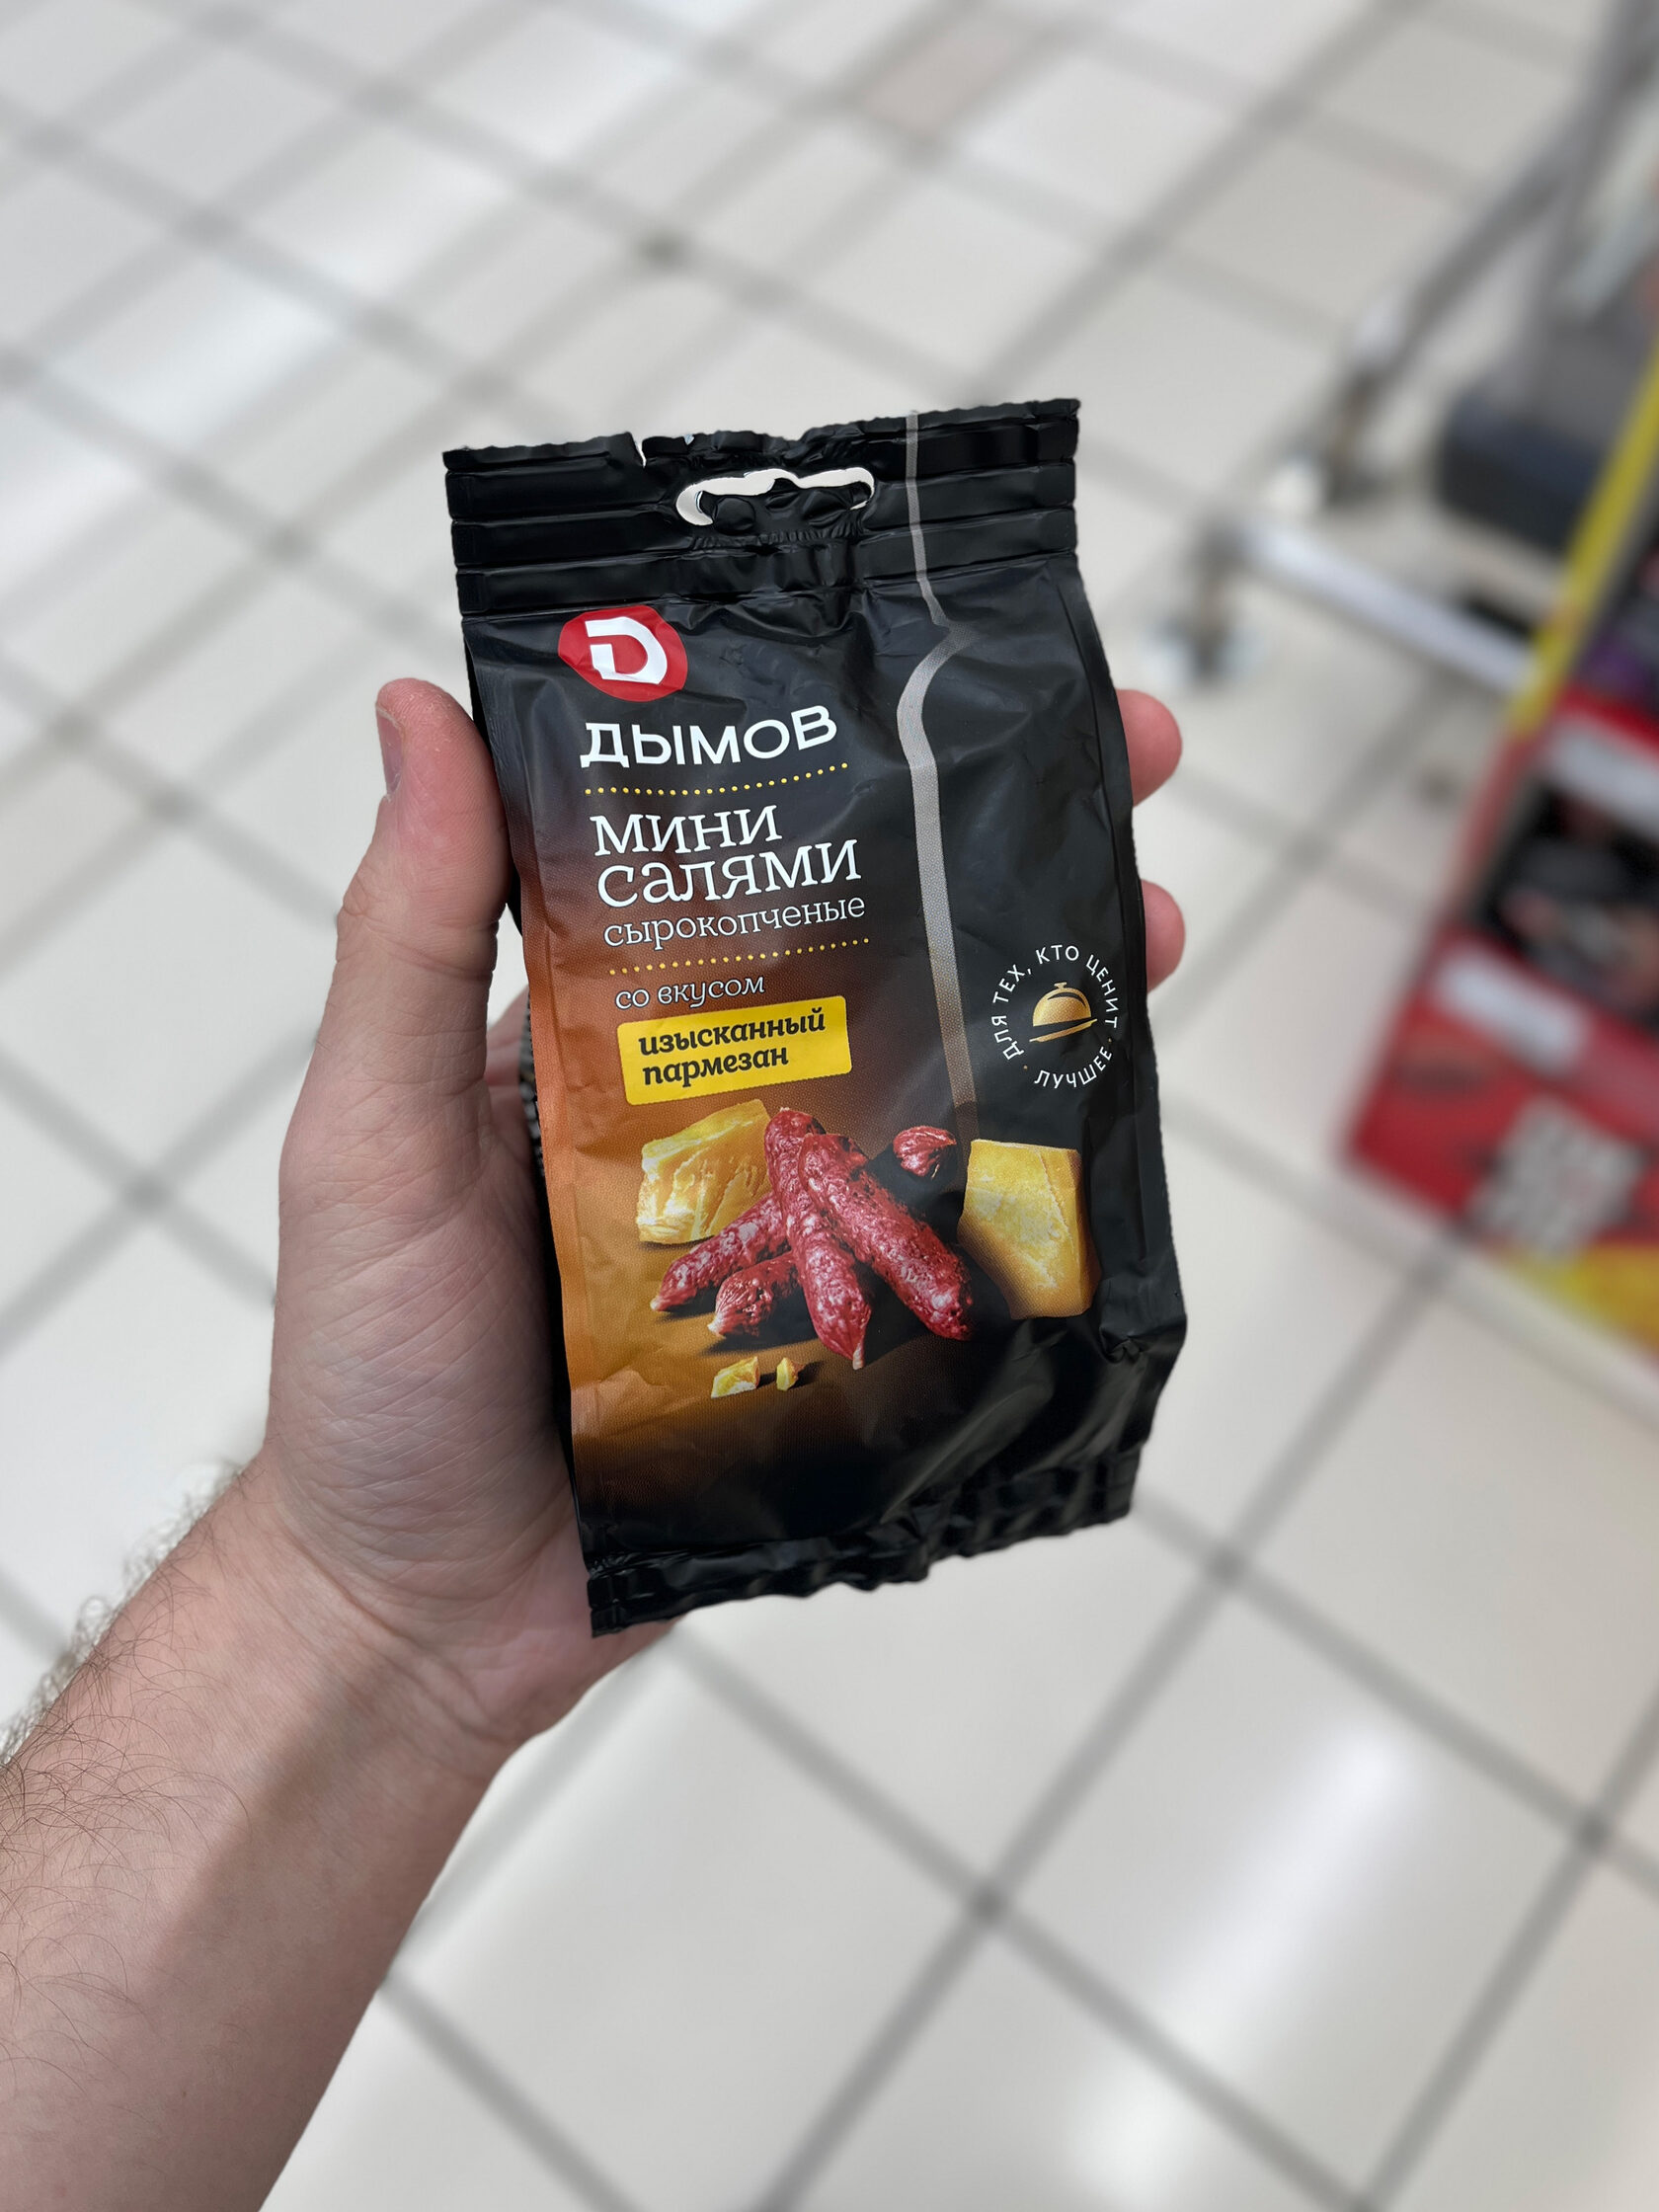 D
ДЫМОВ
мини
салями
сырокопченые
со вкусом
изысканный
пармезан
ДЛЯ ТЕХ, КТО ЦЕНИТ · ЛУЧШЕЕ ·